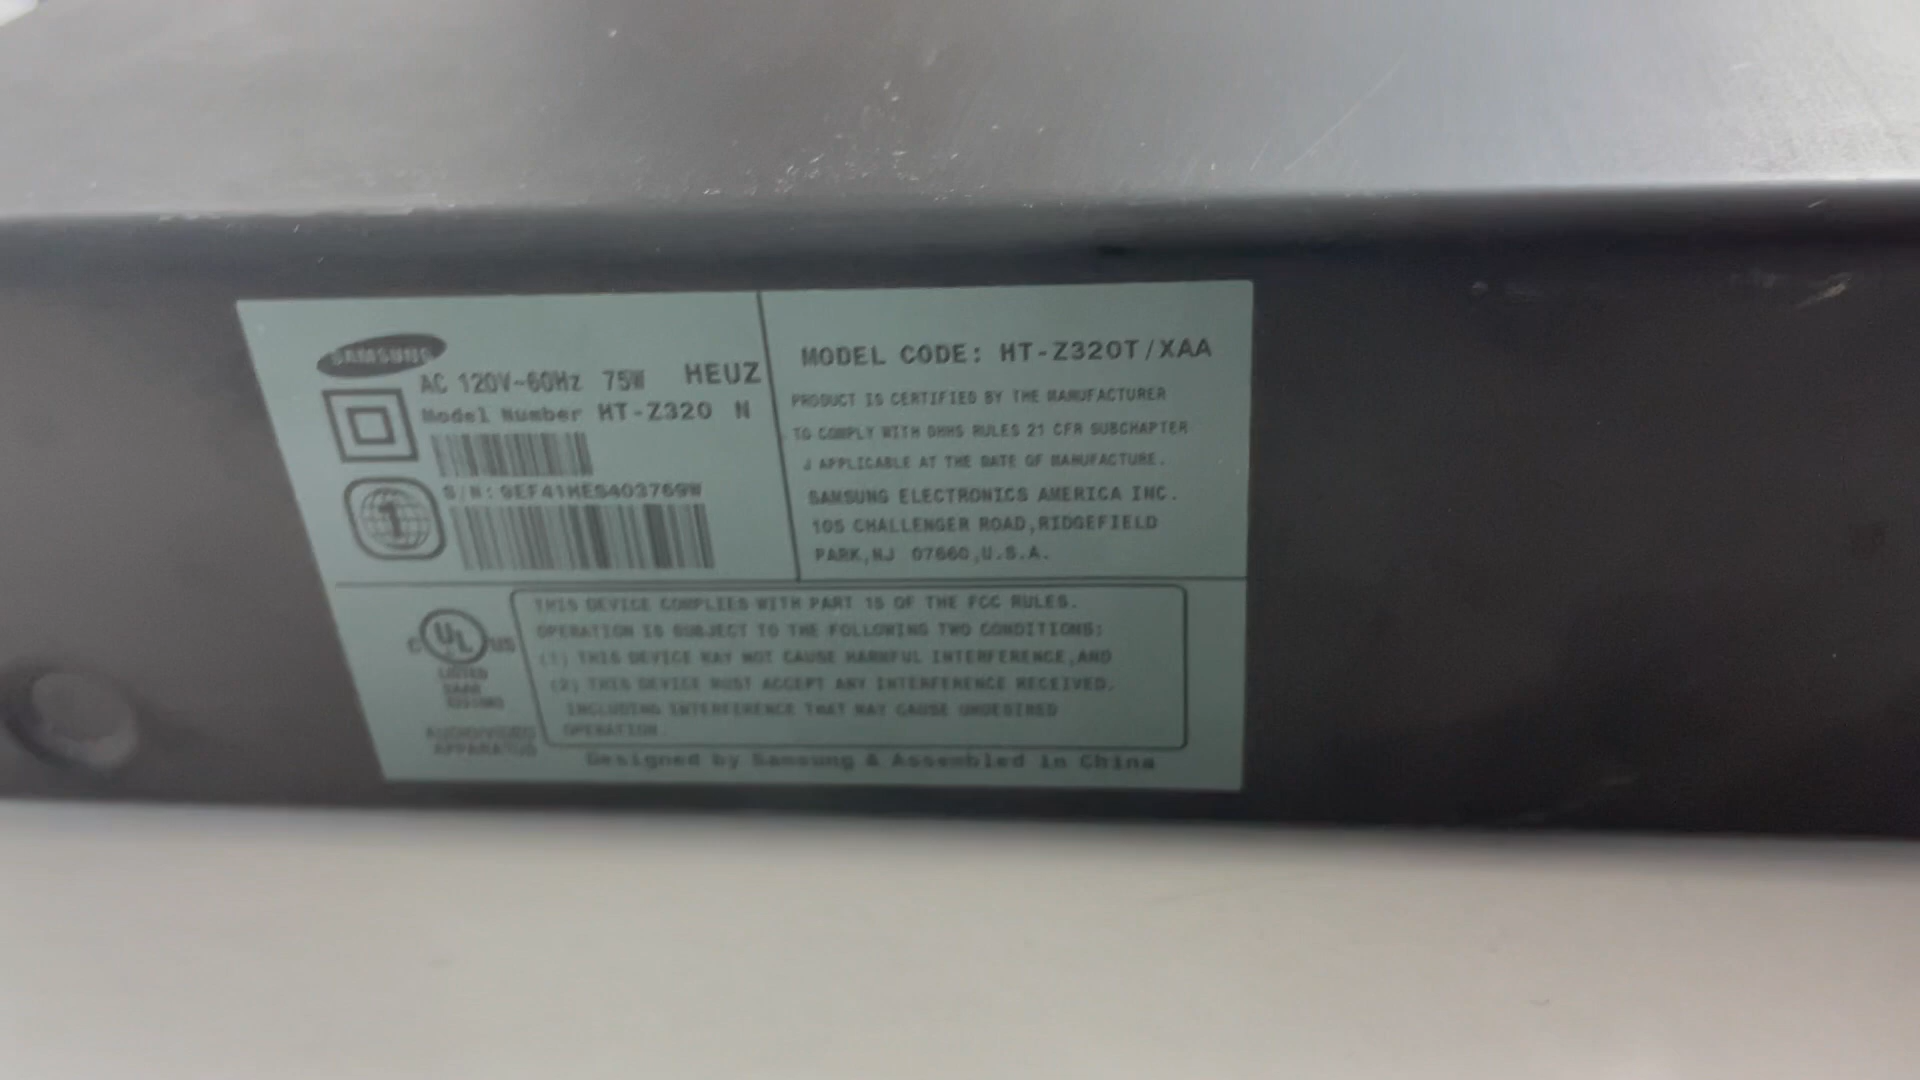 SAMSUNG
AC 120V~60Hz 75W HEUZ
Model Number HT-Z320 N
S/N:
1
MODEL CODE: HT-Z320T/XAA
PRODUCT IS CERTIFIED BY THE MANUFACTURER
TO COMPLY WITH DHHS RULES 21 CFR SUBCHAPTER
J APPLICABLE AT THE DATE OF MANUFACTURE.
SAMSUNG ELECTRONICS AMERICA INC.
105 CHALLENGER ROAD,RIDGEFIELD
PARK,NJ 07660,U.S.A.
C UL US
LISTED
AUDIO/VIDEO
APPARATUS
THIS DEVICE COMPLIES WITH PART 15 OF THE FCC RULES.
OPERATION IS SUBJECT TO THE FOLLOWING TWO CONDITIONS:
(1) THIS DEVICE MAY NOT CAUSE HARMFUL INTERFERENCE,AND
(2) THIS DEVICE MUST ACCEPT ANY INTERFERENCE RECEIVED,
INCLUDING INTERFERENCE THAT MAY CAUSE UNDESIRED
OPERATION
Designed by Samsung & Assembled in China